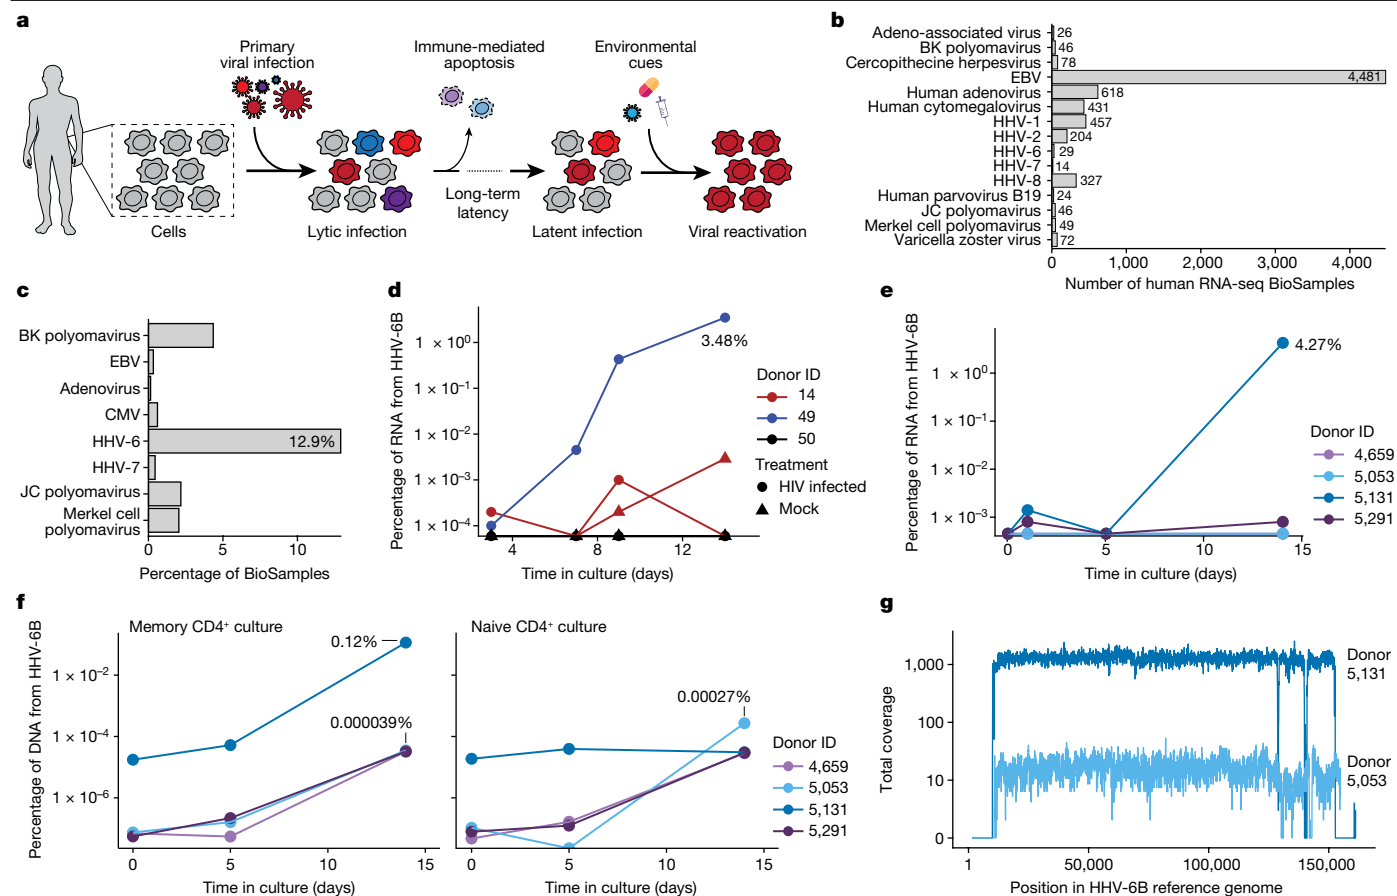 a
Primary
viral infection
Immune-mediated
apoptosis
Environmental
cues
Long-term
latency
Cells
Lytic infection
Latent infection
Viral reactivation
b
Adeno-associated virus 26
BK polyomavirus 46
Cercopithecine herpesvirus 78
EBV 4,481
Human adenovirus 618
Human cytomegalovirus 431
HHV-1 457
HHV-2 204
HHV-6 29
HHV-7 14
HHV-8 327
Human parvovirus B19 24
JC polyomavirus 46
Merkel cell polyomavirus 49
Varicella zoster virus 72
0 1,000 2,000 3,000 4,000
Number of human RNA-seq BioSamples
c
BK polyomavirus
EBV
Adenovirus
CMV
HHV-6 12.9%
HHV-7
JC polyomavirus
Merkel cell
polyomavirus
0 5 10
Percentage of BioSamples
d
Percentage of RNA from HHV-6B
1 × 10⁰
1 × 10⁻¹
1 × 10⁻²
1 × 10⁻³
1 × 10⁻⁴
3.48%
4 8 12
Time in culture (days)
Donor ID
14
49
50
Treatment
HIV infected
Mock
e
Percentage of RNA from HHV-6B
1 × 10⁰
1 × 10⁻¹
1 × 10⁻²
1 × 10⁻³
4.27%
0 5 10 15
Time in culture (days)
Donor ID
4,659
5,053
5,131
5,291
f
Percentage of DNA from HHV-6B
Memory CD4⁺ culture
1 × 10⁻²
1 × 10⁻⁴
1 × 10⁻⁶
0.12%
0.000039%
0 5 10 15
Time in culture (days)
Naive CD4⁺ culture
0.00027%
0 5 10 15
Time in culture (days)
Donor ID
4,659
5,053
5,131
5,291
g
Total coverage
1,000
100
10
0
Donor
5,131
Donor
5,053
1 50,000 100,000 150,000
Position in HHV-6B reference genome